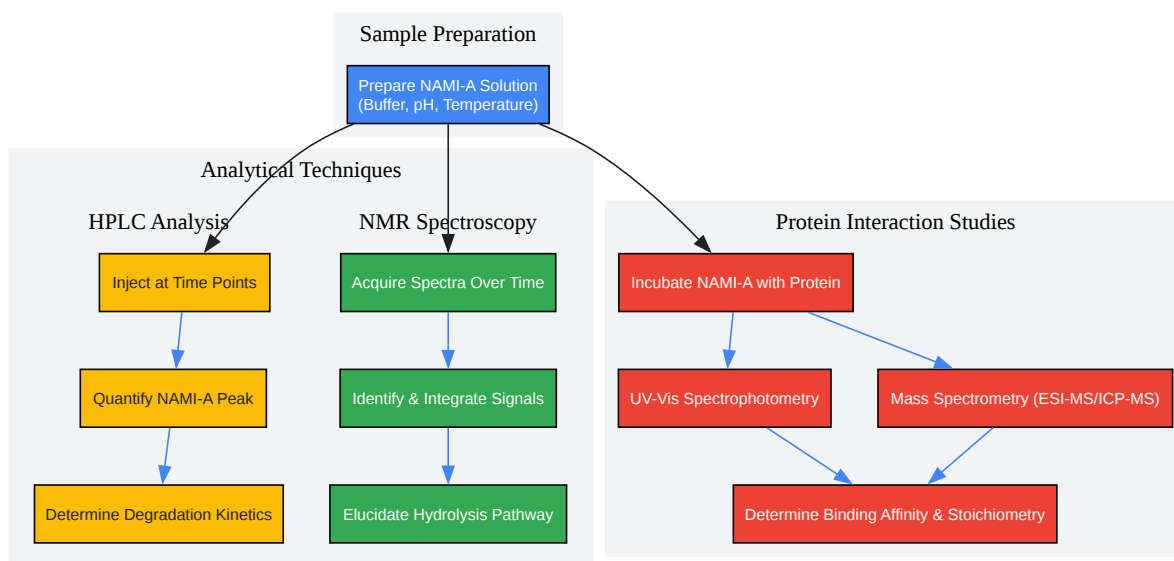 Sample Preparation
Prepare NAMI-A Solution
(Buffer, pH, Temperature)
Analytical Techniques
HPLC Analysis
Inject at Time Points
Quantify NAMI-A Peak
Determine Degradation Kinetics
NMR Spectroscopy
Acquire Spectra Over Time
Identify & Integrate Signals
Elucidate Hydrolysis Pathway
Protein Interaction Studies
Incubate NAMI-A with Protein
UV-Vis Spectrophotometry
Mass Spectrometry (ESI-MS/ICP-MS)
Determine Binding Affinity & Stoichiometry